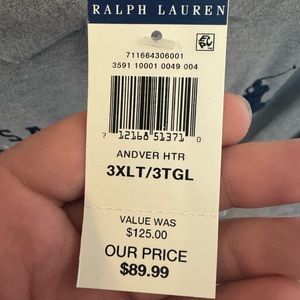 RALPH LAUREN
711664306001
3591 10001 0049 004
7 12168 51371 0
ANDVER HTR
3XLT/3TGL
VALUE WAS
$125.00
OUR PRICE
$89.99